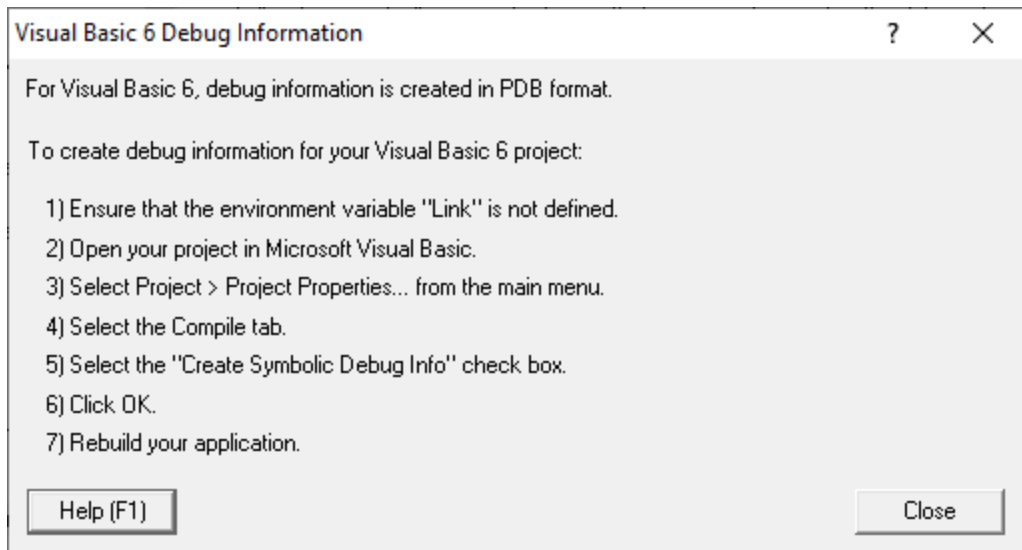 Visual Basic 6 Debug Information
?
For Visual Basic 6, debug information is created in PDB format.
To create debug information for your Visual Basic 6 project:
1) Ensure that the environment variable "Link" is not defined.
2) Open your project in Microsoft Visual Basic.
3) Select Project > Project Properties... from the main menu.
4) Select the Compile tab.
5) Select the "Create Symbolic Debug Info" check box.
6) Click OK.
7) Rebuild your application.
Help (F1)
Close